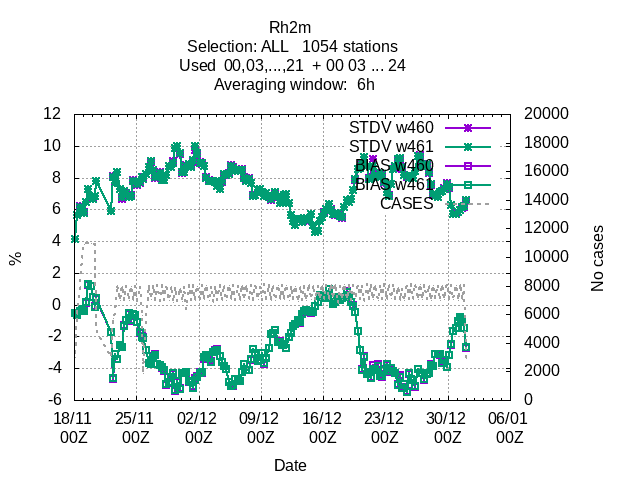 Rh2m
Selection: ALL 1054 stations
Used 00,03,...,21 + 00 03 ... 24
Averaging window: 6h
STDV w460
STDV w461
BIAS w460
BIAS w461
CASES
12
10
8
6
4
2
0
-2
-4
-6
%
20000
18000
16000
14000
12000
10000
8000
6000
4000
2000
0
No cases
18/11 25/11 02/12 09/12 16/12 23/12 30/12 06/01
00Z 00Z 00Z 00Z 00Z 00Z 00Z 00Z
Date